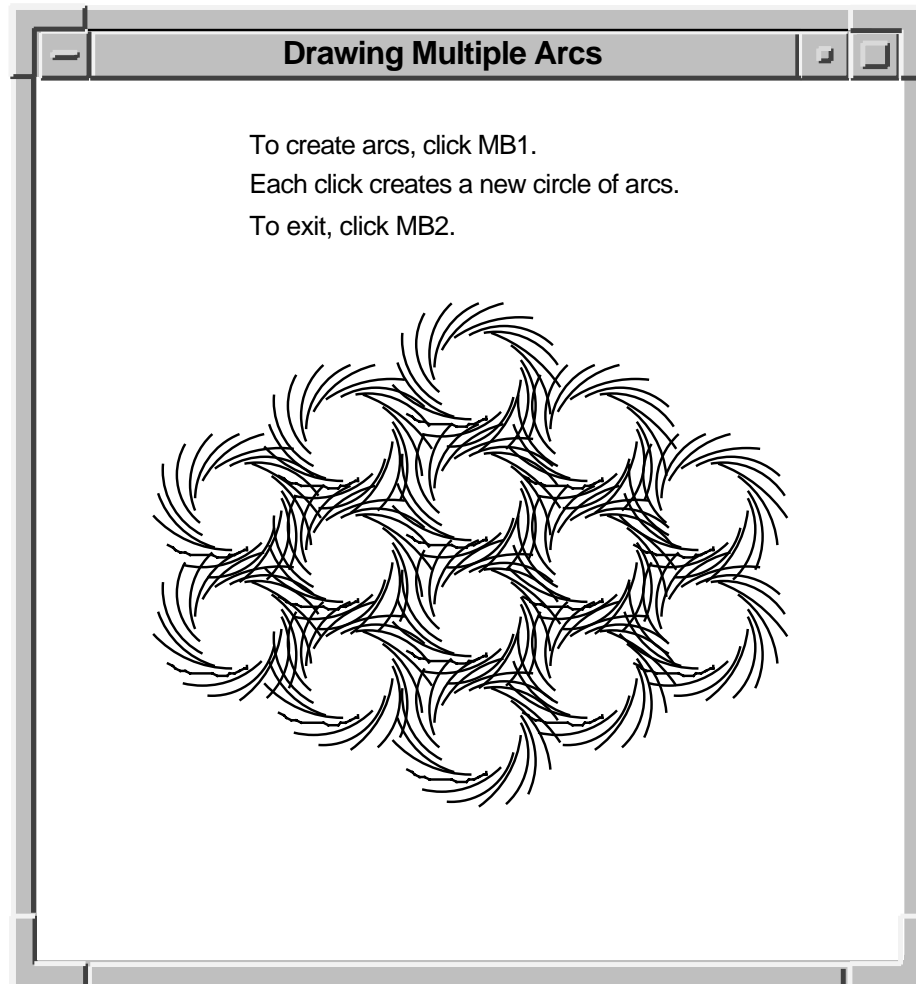 Drawing Multiple Arcs
To create arcs, click MB1.
Each click creates a new circle of arcs.
To exit, click MB2.